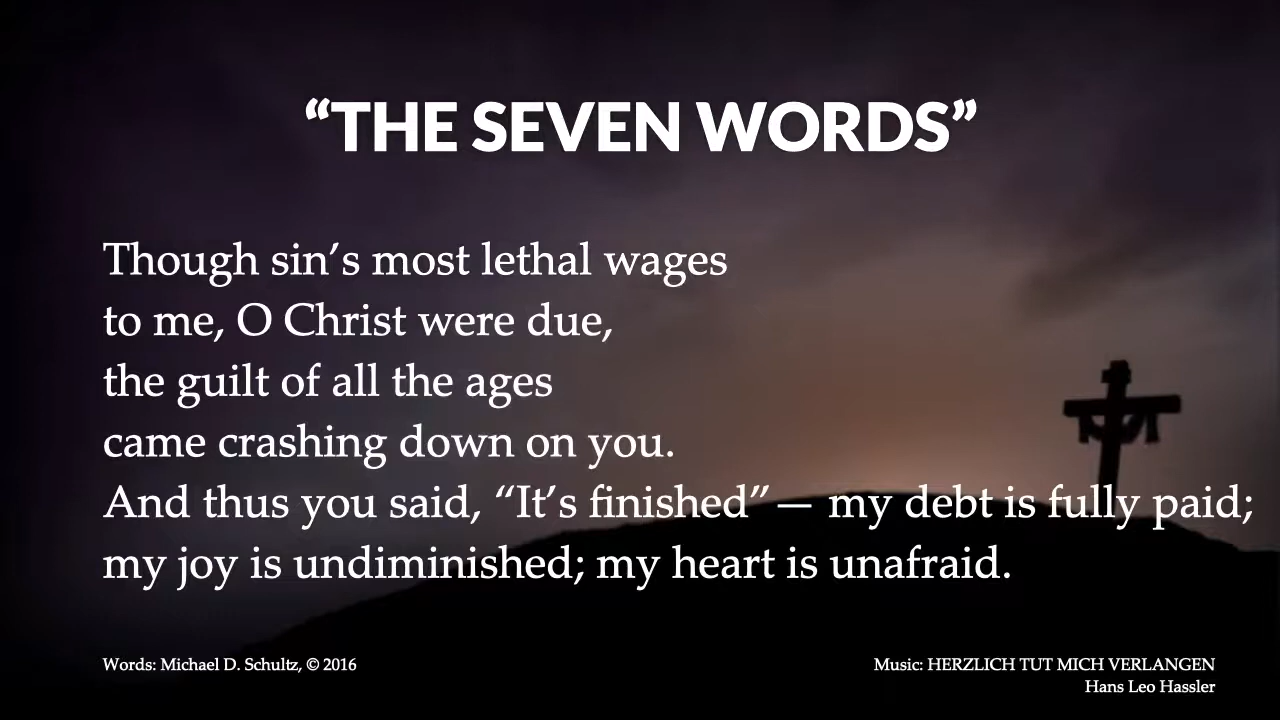 “THE SEVEN WORDS”
Though sin’s most lethal wages
to me, O Christ were due,
the guilt of all the ages
came crashing down on you.
And thus you said, “It’s finished”— my debt is fully paid;
my joy is undiminished; my heart is unafraid.
Words: Michael D. Schultz, © 2016
Music: HERZLICH TUT MICH VERLANGEN
Hans Leo Hassler